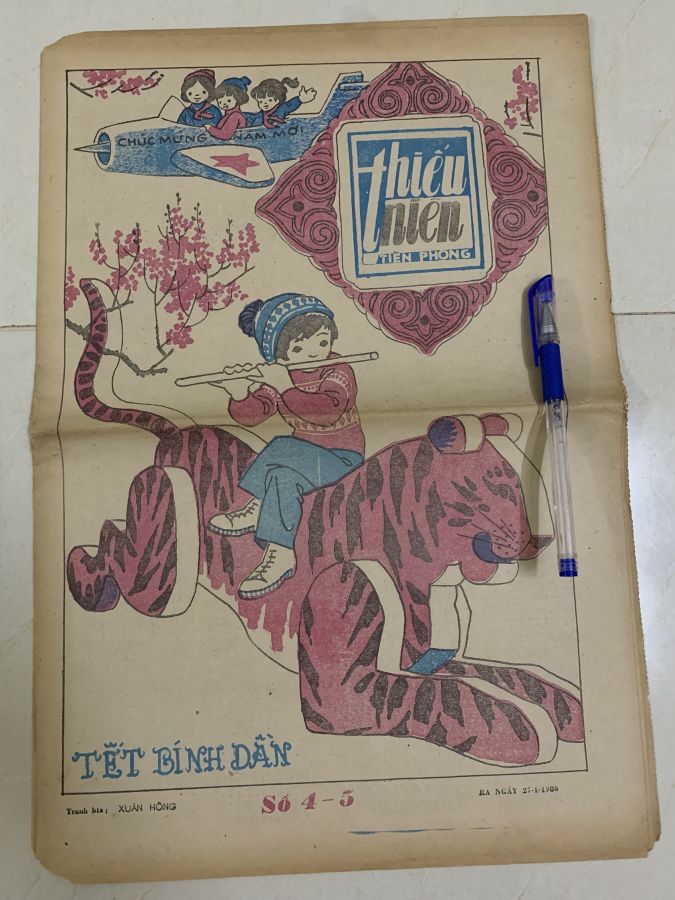 CHÚC MỪNG NĂM MỚI
thiếu
niên
TIỀN PHONG
TẾT BÍNH DẦN
Tranh bìa: XUÂN HỒNG
Số 4-5
RA NGÀY 27-1-1986